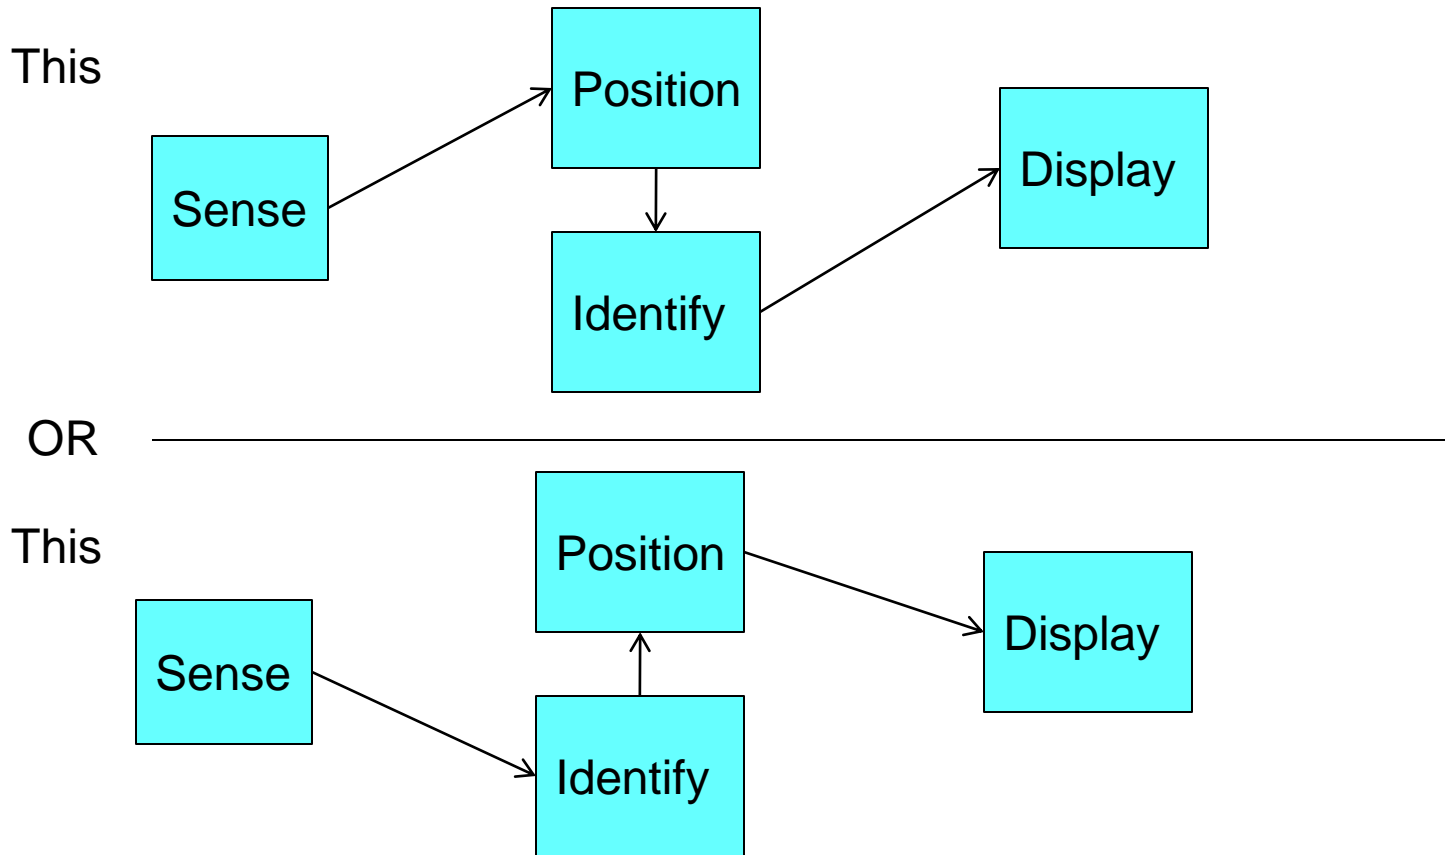 This
Position
Display
Sense
Identify
OR
This
Position
Display
Sense
Identify